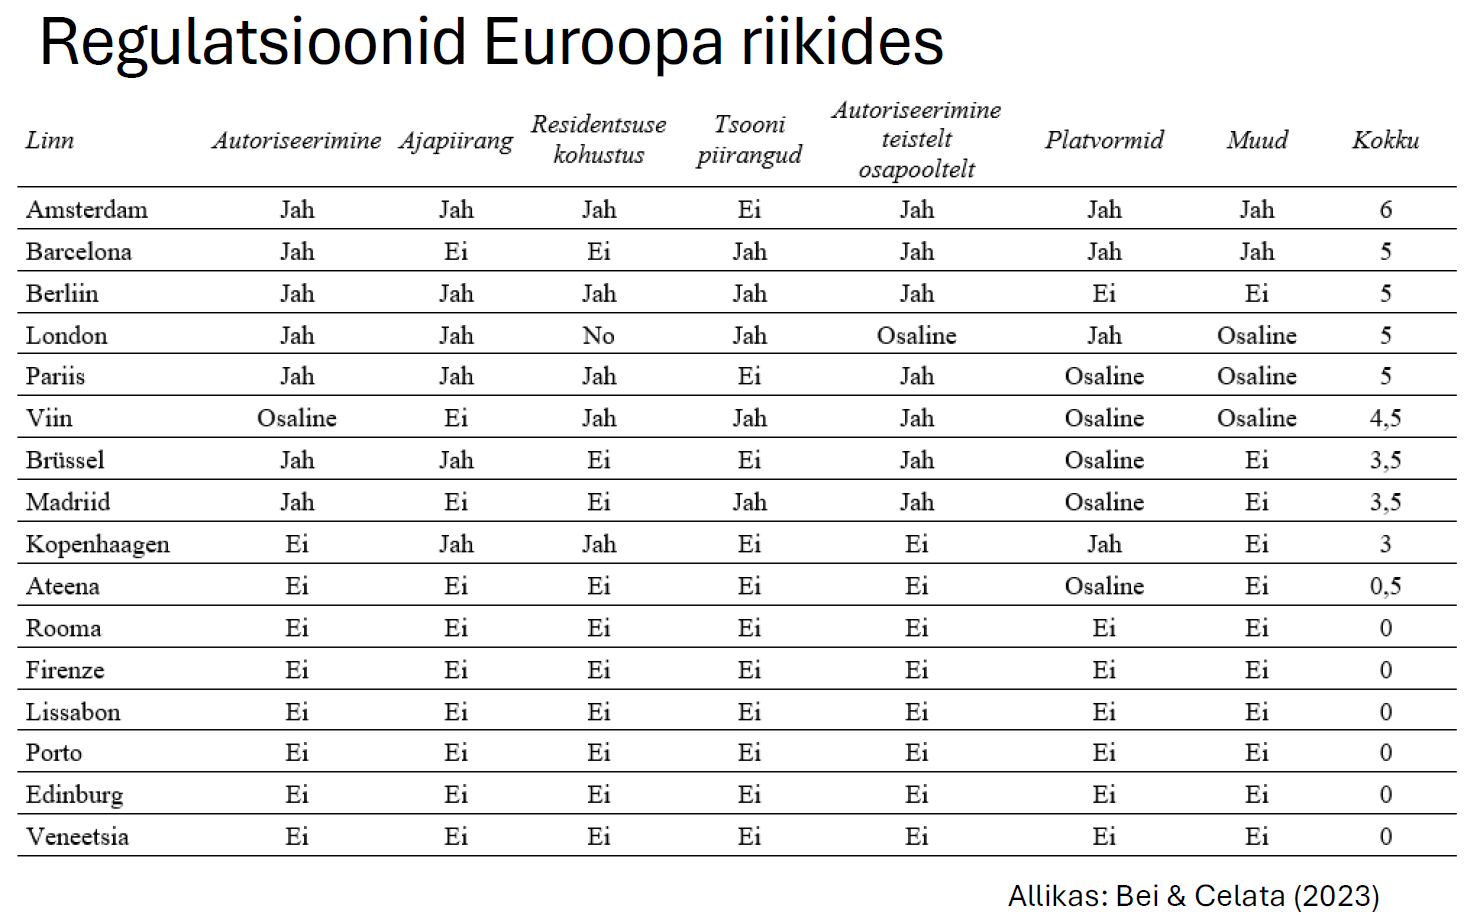 Regulatsioonid Euroopa riikides
Linn Autoriseerimine Ajapiirang Residentsuse kohustus Tsooni piirangud Autoriseerimine teistelt osapooltelt Platvormid Muud Kokku
Amsterdam Jah Jah Jah Ei Jah Jah Jah 6
Barcelona Jah Ei Ei Jah Jah Jah Jah 5
Berliin Jah Jah Jah Jah Jah Ei Ei 5
London Jah Jah No Jah Osaline Jah Osaline 5
Pariis Jah Jah Jah Ei Jah Osaline Osaline 5
Viin Osaline Ei Jah Jah Jah Osaline Osaline 4,5
Brüssel Jah Jah Ei Ei Jah Osaline Ei 3,5
Madriid Jah Ei Ei Jah Jah Osaline Ei 3,5
Kopenhaagen Ei Jah Jah Ei Ei Jah Ei 3
Ateena Ei Ei Ei Ei Ei Osaline Ei 0,5
Rooma Ei Ei Ei Ei Ei Ei Ei 0
Firenze Ei Ei Ei Ei Ei Ei Ei 0
Lissabon Ei Ei Ei Ei Ei Ei Ei 0
Porto Ei Ei Ei Ei Ei Ei Ei 0
Edinburg Ei Ei Ei Ei Ei Ei Ei 0
Veneetsia Ei Ei Ei Ei Ei Ei Ei 0
Allikas: Bei & Celata (2023)